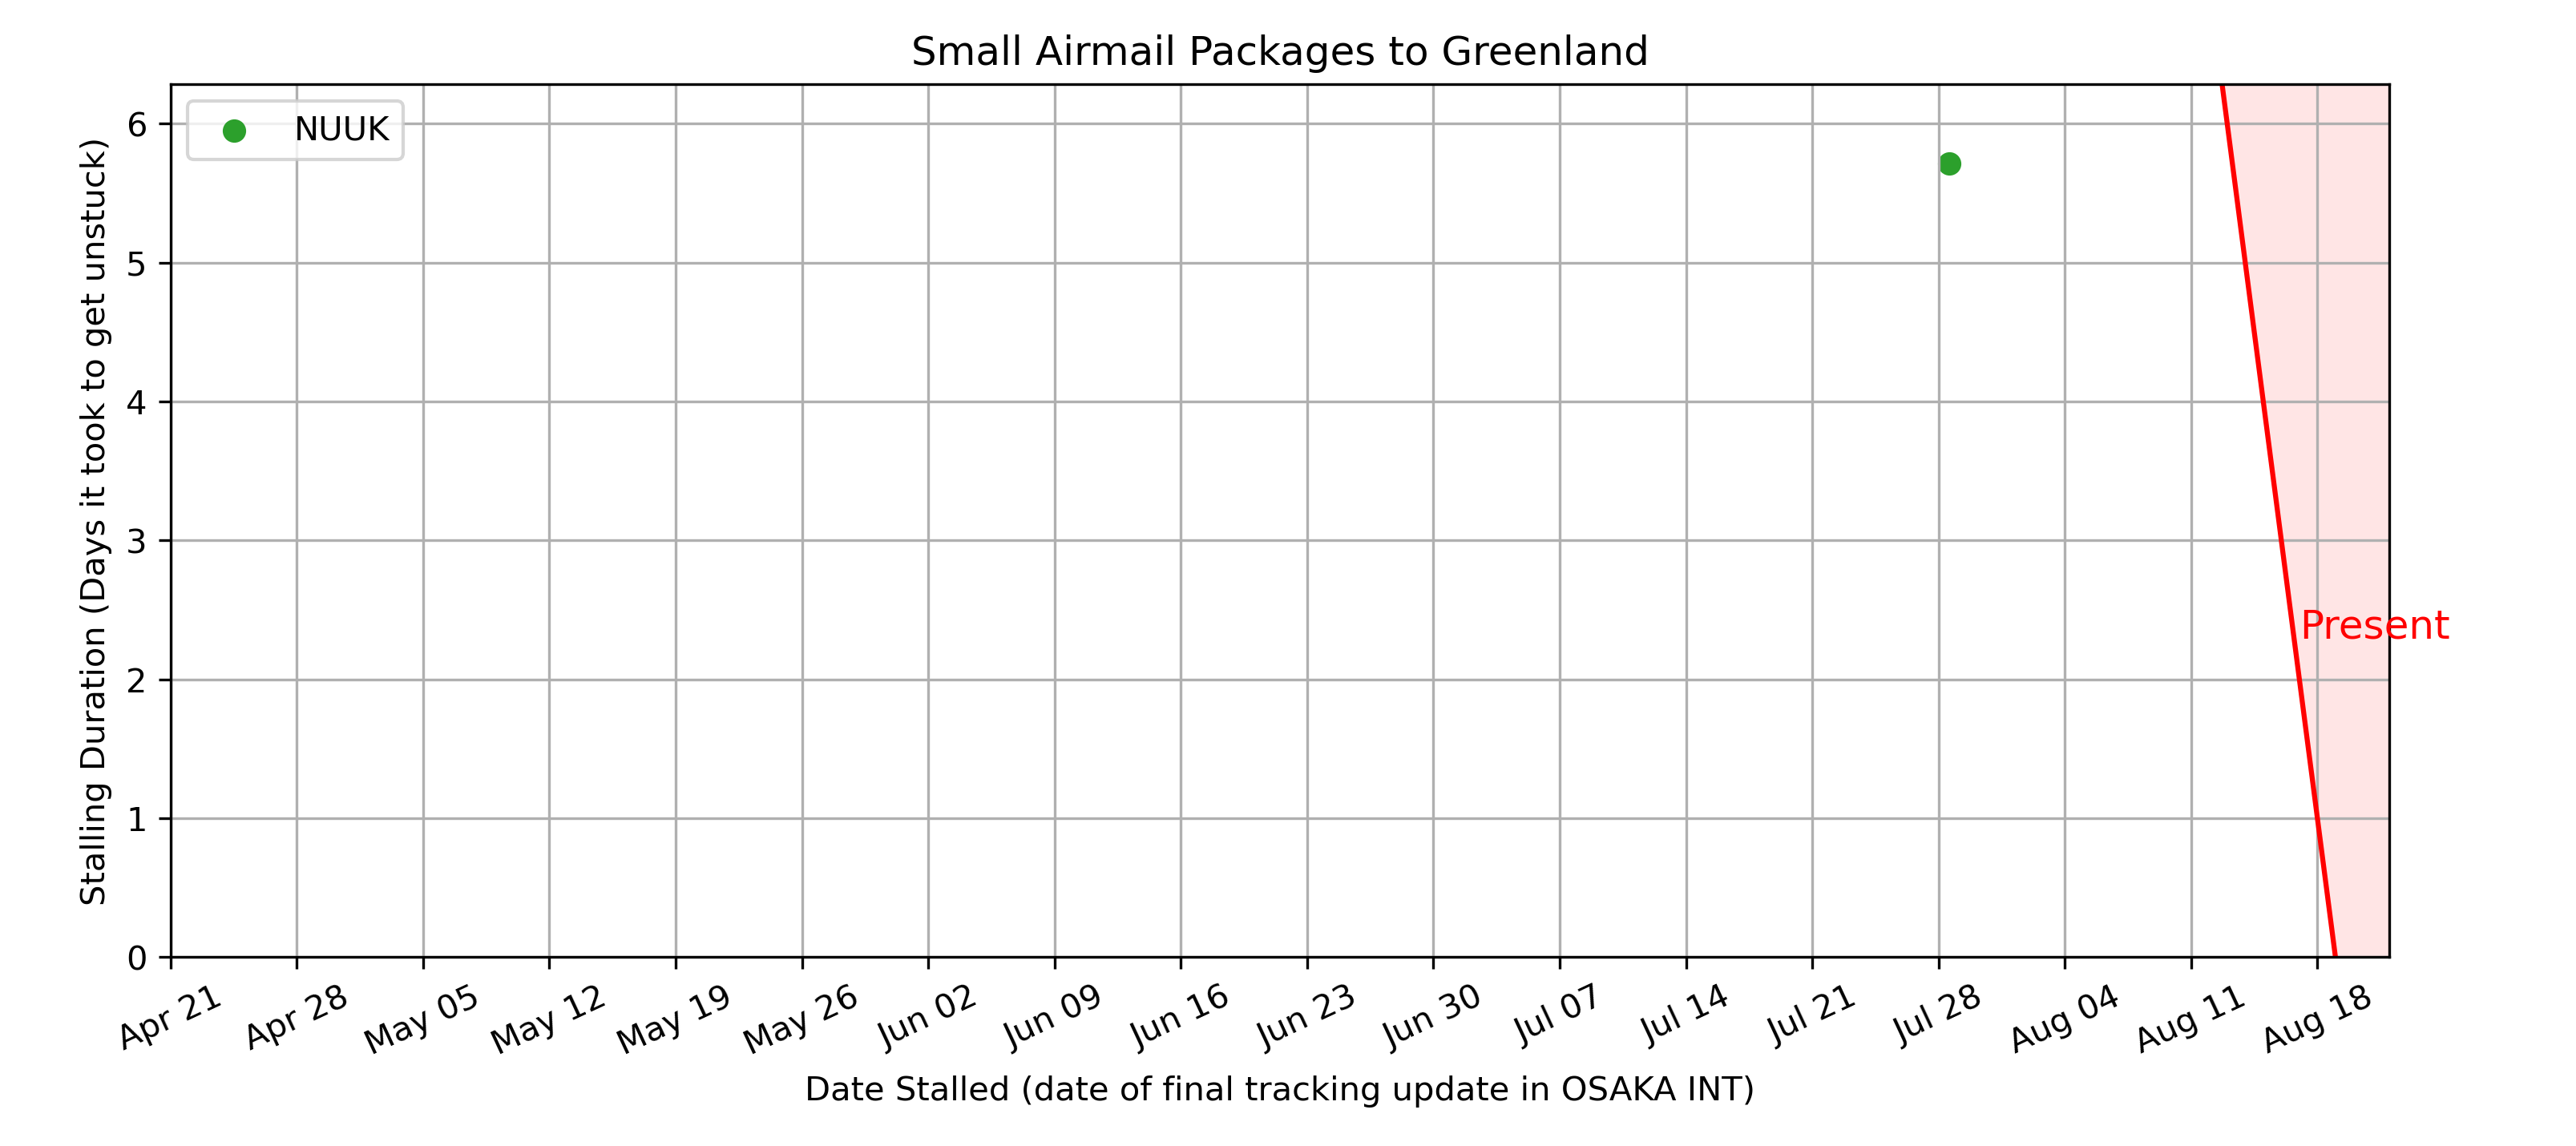 Small Airmail Packages to Greenland
NUUK
Stalling Duration (Days it took to get unstuck)
6
5
4
3
2
1
0
Present
Apr 21
Apr 28
May 05
May 12
May 19
May 26
Jun 02
Jun 09
Jun 16
Jun 23
Jun 30
Jul 07
Jul 14
Jul 21
Jul 28
Aug 04
Aug 11
Aug 18
Date Stalled (date of final tracking update in OSAKA INT)